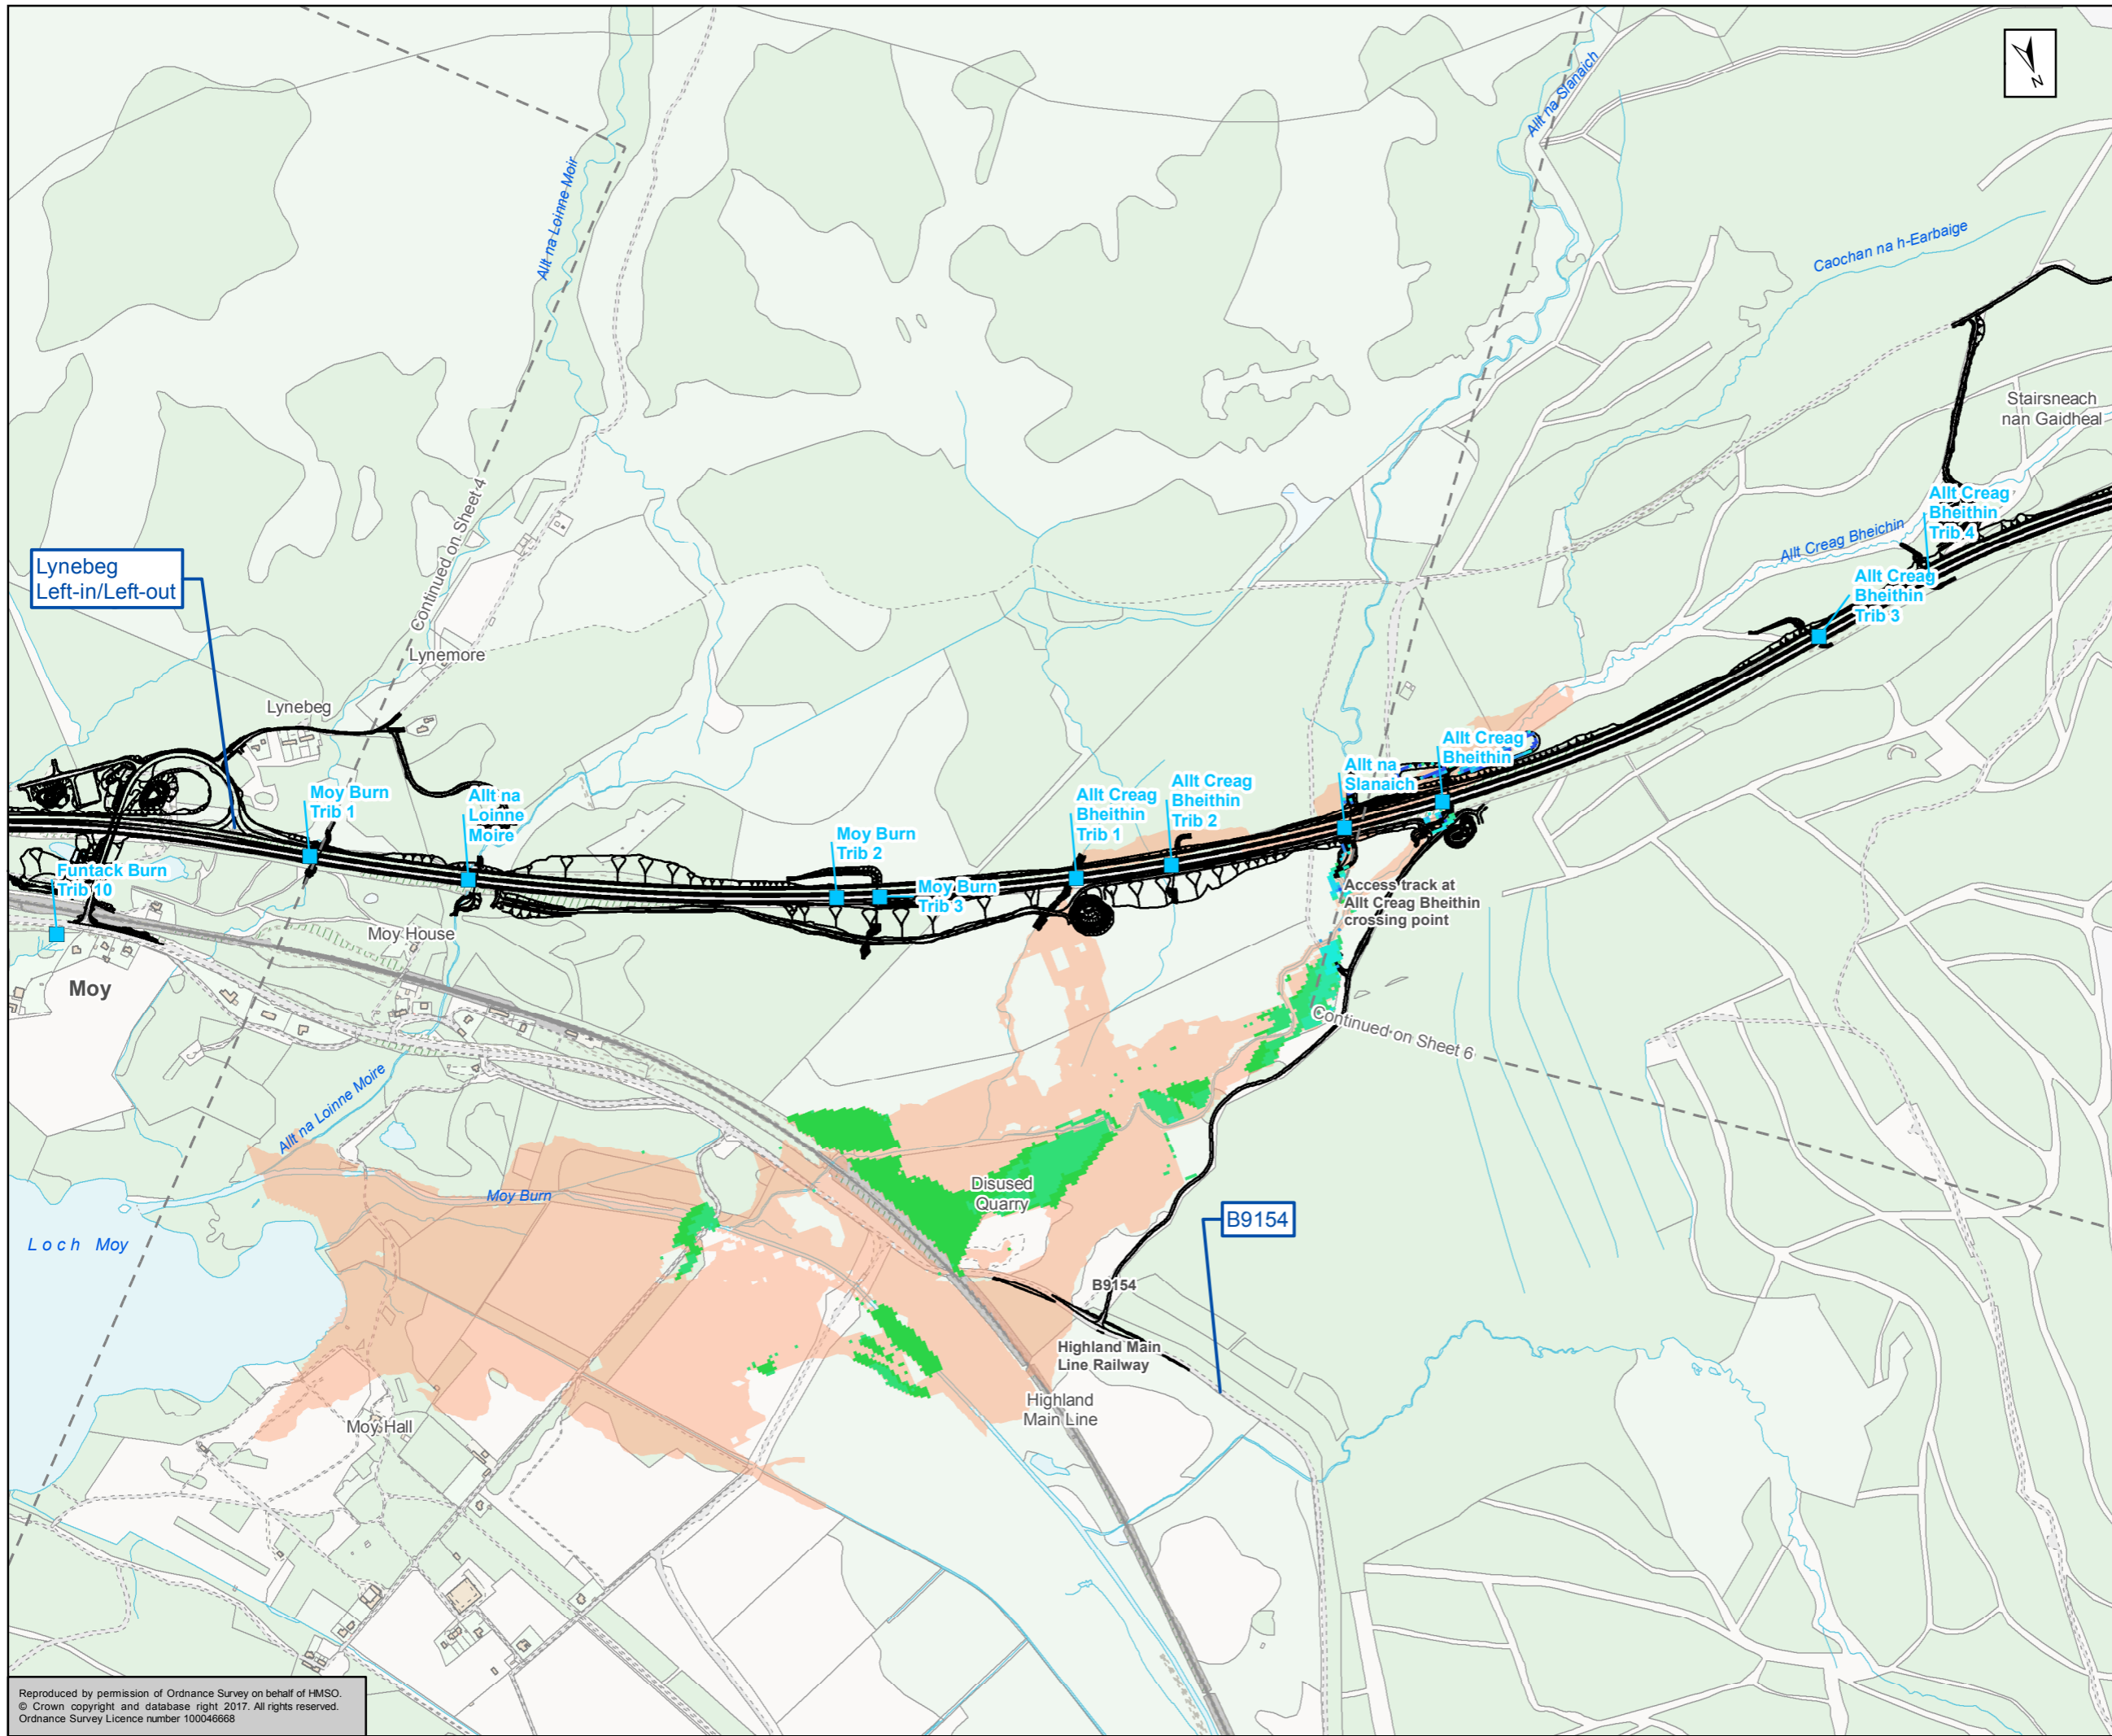 N
Allt na Slanaich
Allt na Loinne Moir
Caochan na h-Earbaige
Stairsneach
nan Gaidheal
Continued on Sheet 4
Allt Creag
Bheithin
Trib 4
Allt Creag Bheichin
Lynebeg
Left-in/Left-out
Allt Creag
Bheithin
Trib 3
Lynemore
Lynebeg
Allt Creag
Bheithin
Allt na
Slanaich
Moy Burn
Trib 1
Allt na
Loinne
Moire
Allt Creag
Bheithin
Trib 1
Allt Creag
Bheithin
Trib 2
Moy Burn
Trib 2
Moy Burn
Trib 3
Funtack Burn
Trib 10
Access track at
Allt Creag Bheithin
crossing point
Moy House
Moy
Continued on Sheet 6
Allt na Loinne Moire
Moy Burn
Disused
Quarry
B9154
Loch Moy
B9154
Highland Main
Line Railway
Highland
Main Line
Moy Hall
Reproduced by permission of Ordnance Survey on behalf of HMSO.
© Crown copyright and database right 2017. All rights reserved.
Ordnance Survey Licence number 100046668